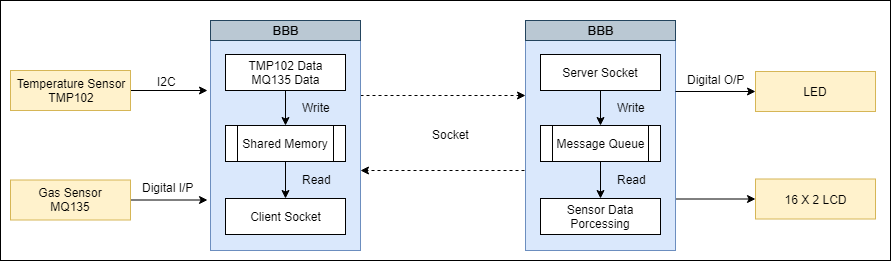 BBB
BBB
Temperature Sensor
TMP102
I2C
TMP102 Data
MQ135 Data
Write
Shared Memory
Read
Client Socket
Gas Sensor
MQ135
Digital I/P
Socket
Server Socket
Write
Message Queue
Read
Sensor Data
Porcessing
Digital O/P
LED
16 X 2 LCD